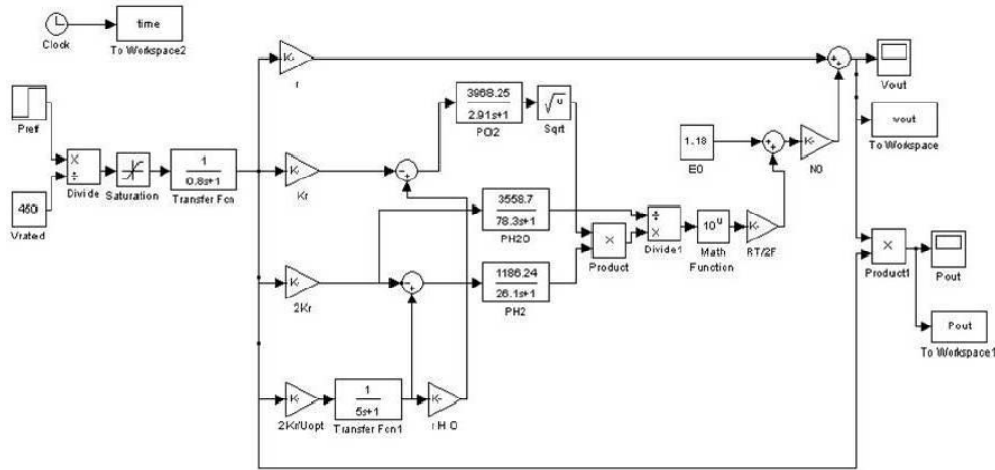 time
Clock
To Workspace2
Pref
450
Vrated
Divide
Saturation
1
0.8s+1
Transfer Fcn
r
Kr
2Kr
2Kr/Uopt
1
5s+1
Transfer Fcn1
r H O
3968.25
2.91s+1
PO2
√u
Sqrt
3558.7
78.3s+1
PH2O
1186.24
26.1s+1
PH2
×
Product
÷
×
Divide1
10^u
Math
Function
RT/2F
1.18
E0
N0
Vout
vout
To Workspace
×
Product1
Pout
Pout
To Workspace1